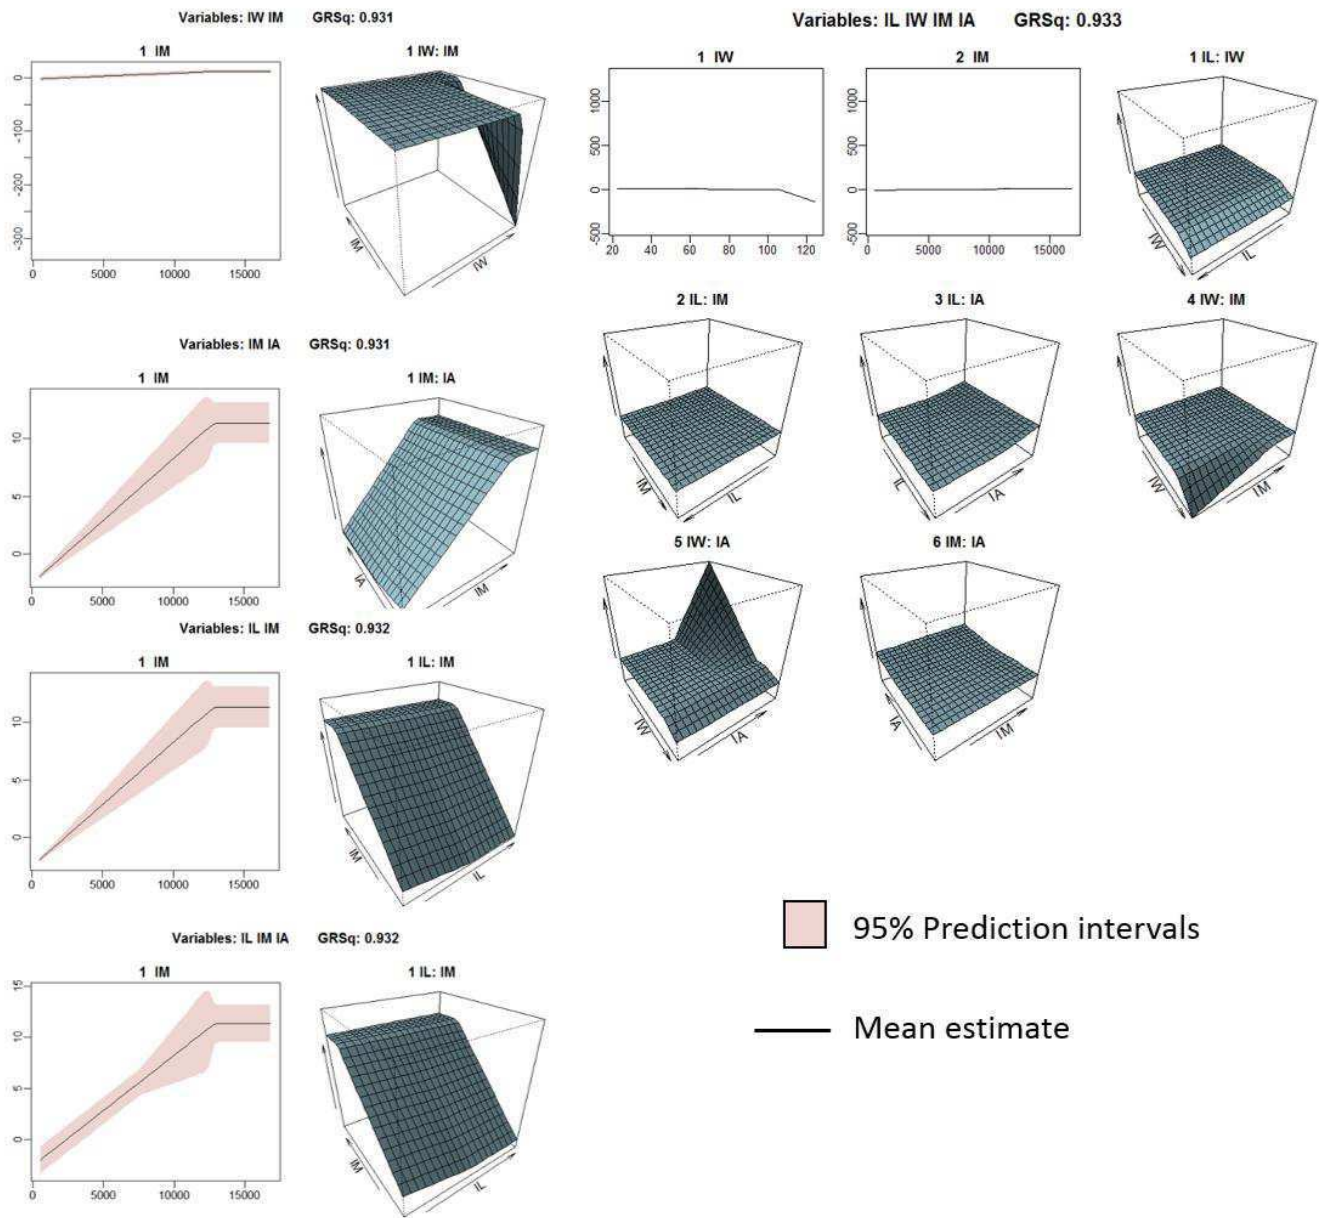 Variables: IW IM GRSq: 0.931
1 IM
1 IW: IM
0
-100
-200
-300
0 5000 10000 15000
IM
IW
Variables: IM IA GRSq: 0.931
1 IM
1 IM: IA
10
5
0
0 5000 10000 15000
IA
IM
Variables: IL IM GRSq: 0.932
1 IM
1 IL: IM
10
5
0
0 5000 10000 15000
IM
IL
Variables: IL IM IA GRSq: 0.932
1 IM
1 IL: IM
15
10
5
0
0 5000 10000 15000
IM
IL
Variables: IL IW IM IA GRSq: 0.933
1 IW
2 IM
1 IL: IW
1000
500
0
-500
20 40 60 80 100 120
1000
500
0
-500
0 5000 10000 15000
IW
IL
2 IL: IM
3 IL: IA
4 IW: IM
IM
IL
IL
IA
IW
IM
5 IW: IA
6 IM: IA
IW
IA
IA
IM
95% Prediction intervals
Mean estimate